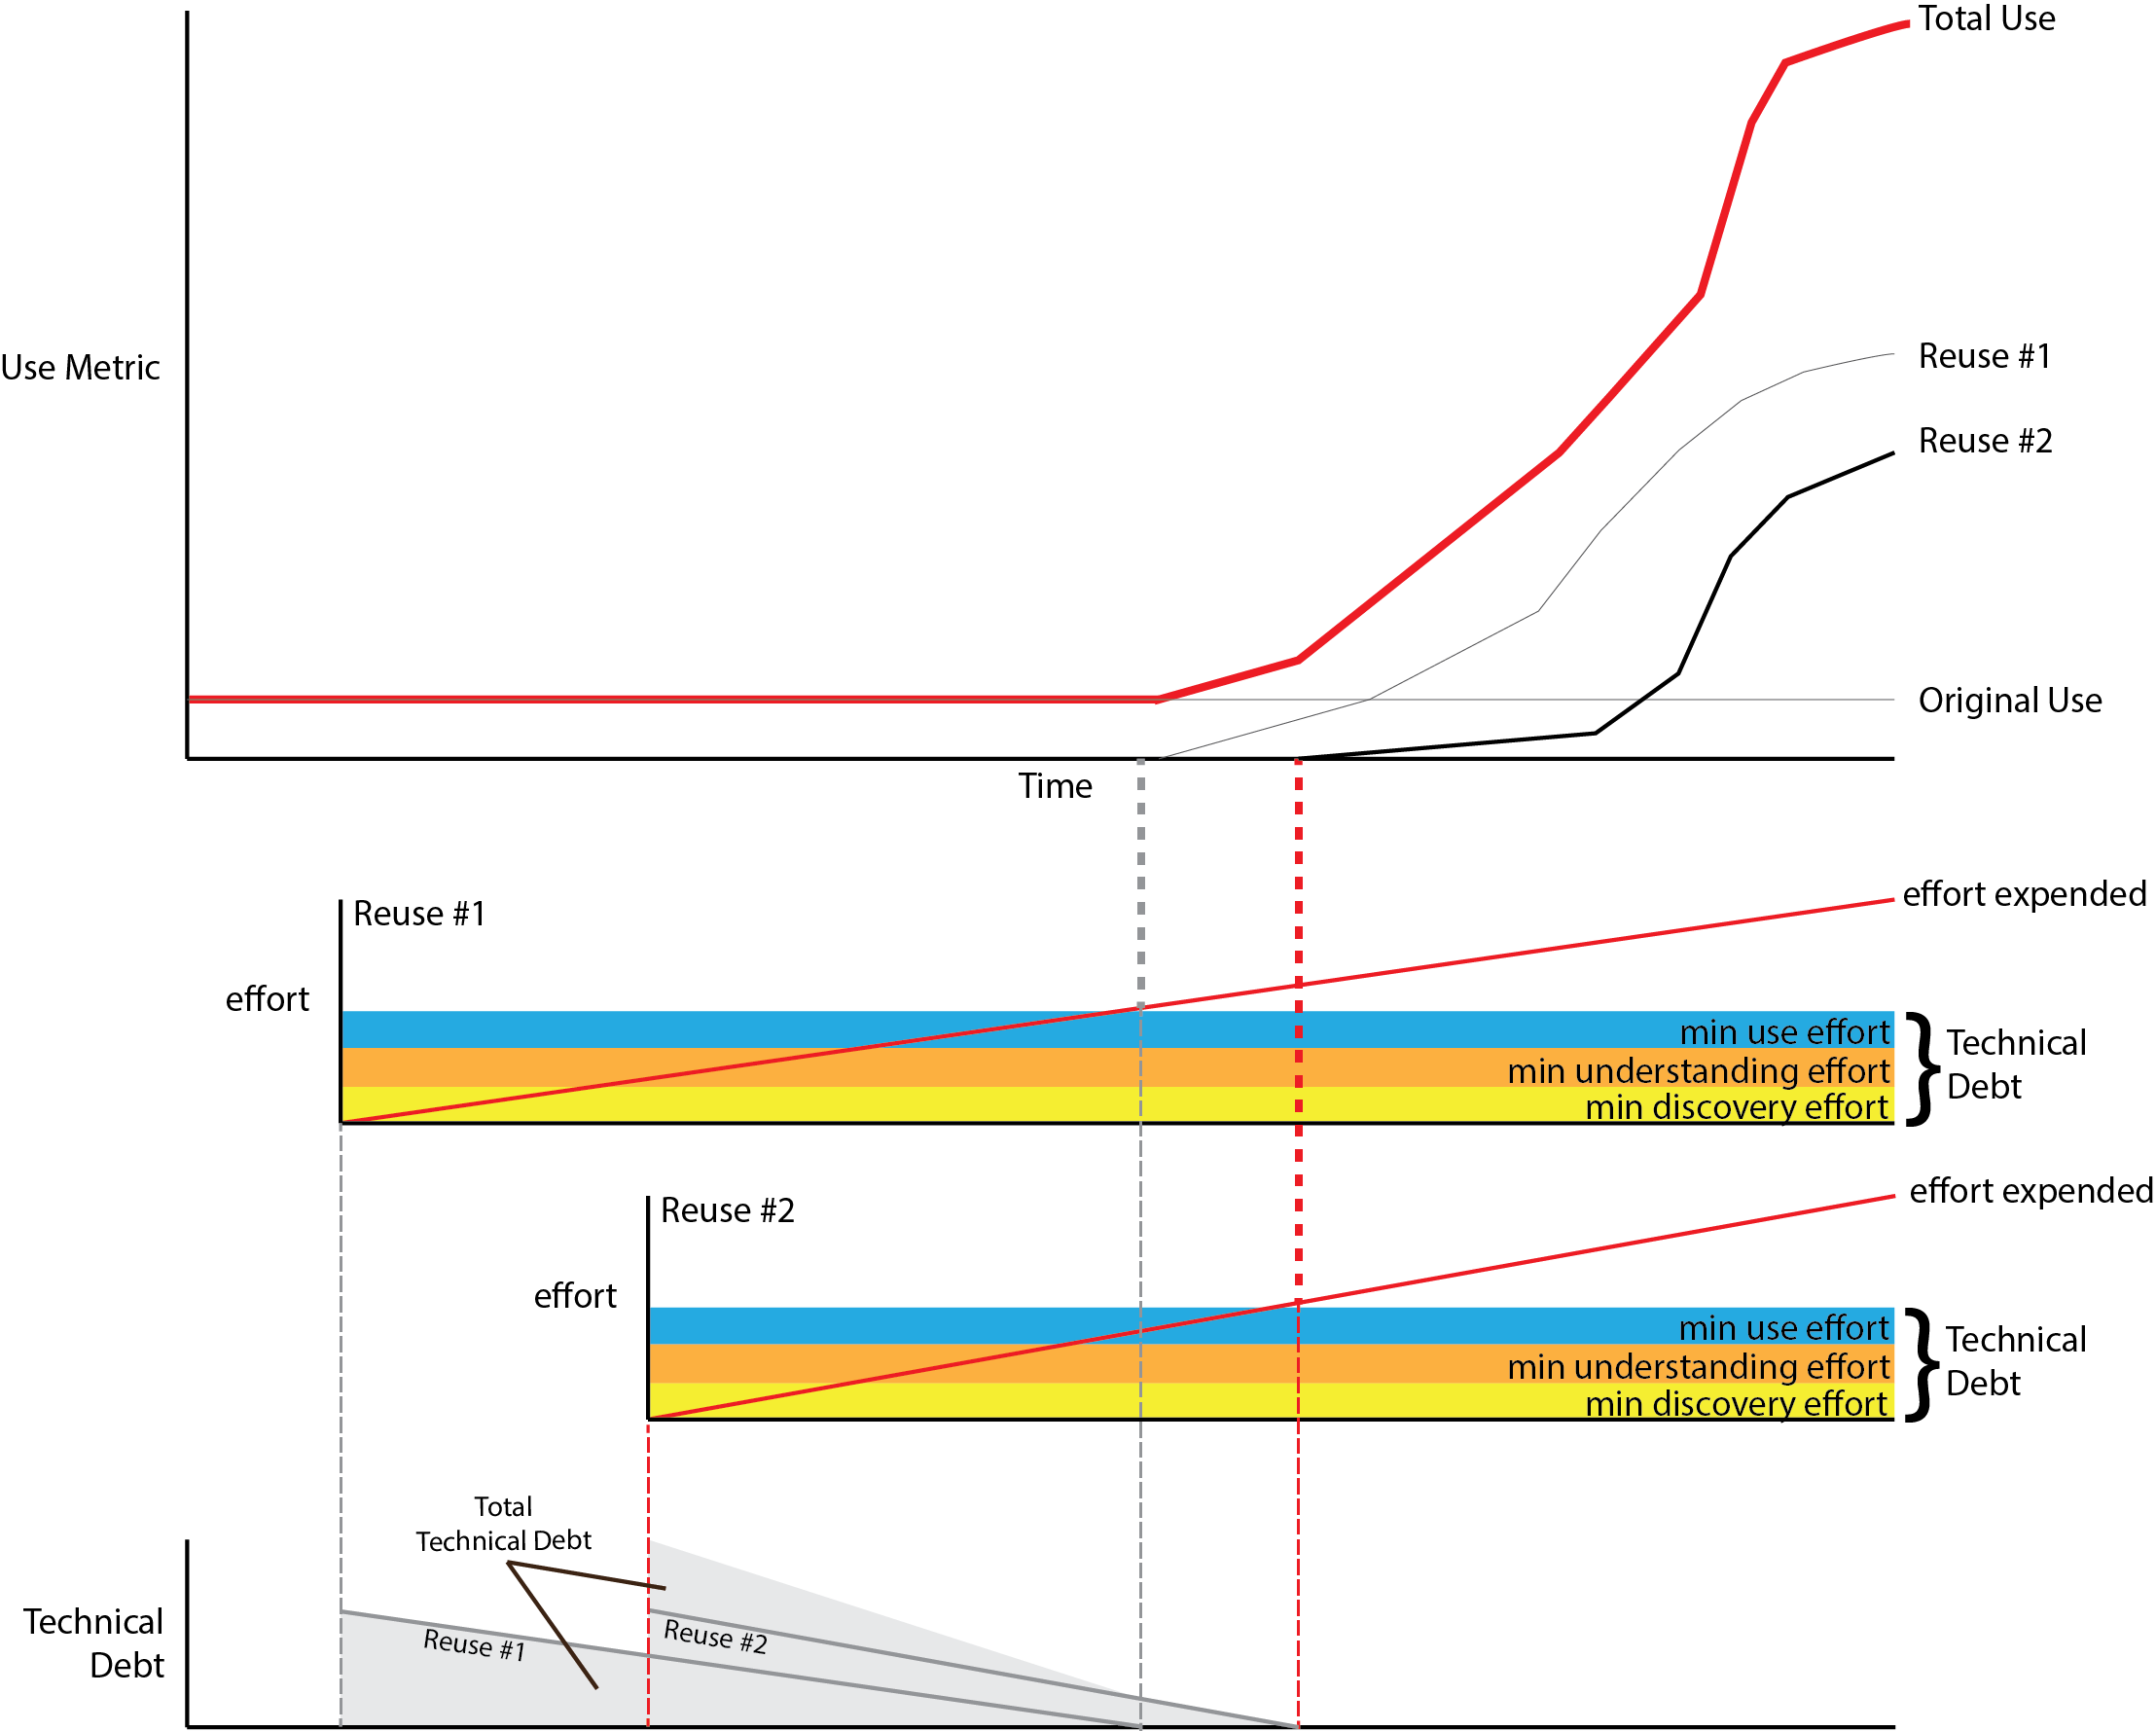 Total Use
Use Metric
Reuse #1
Reuse #2
Original Use
Time
effort expended
Reuse #1
effort
min use effort
min understanding effort
min discovery effort
}
Technical
Debt
effort expended
Reuse #2
effort
min use effort
min understanding effort
min discovery effort
}
Technical
Debt
Total
Technical Debt
Technical
Debt
Reuse #1
Reuse #2